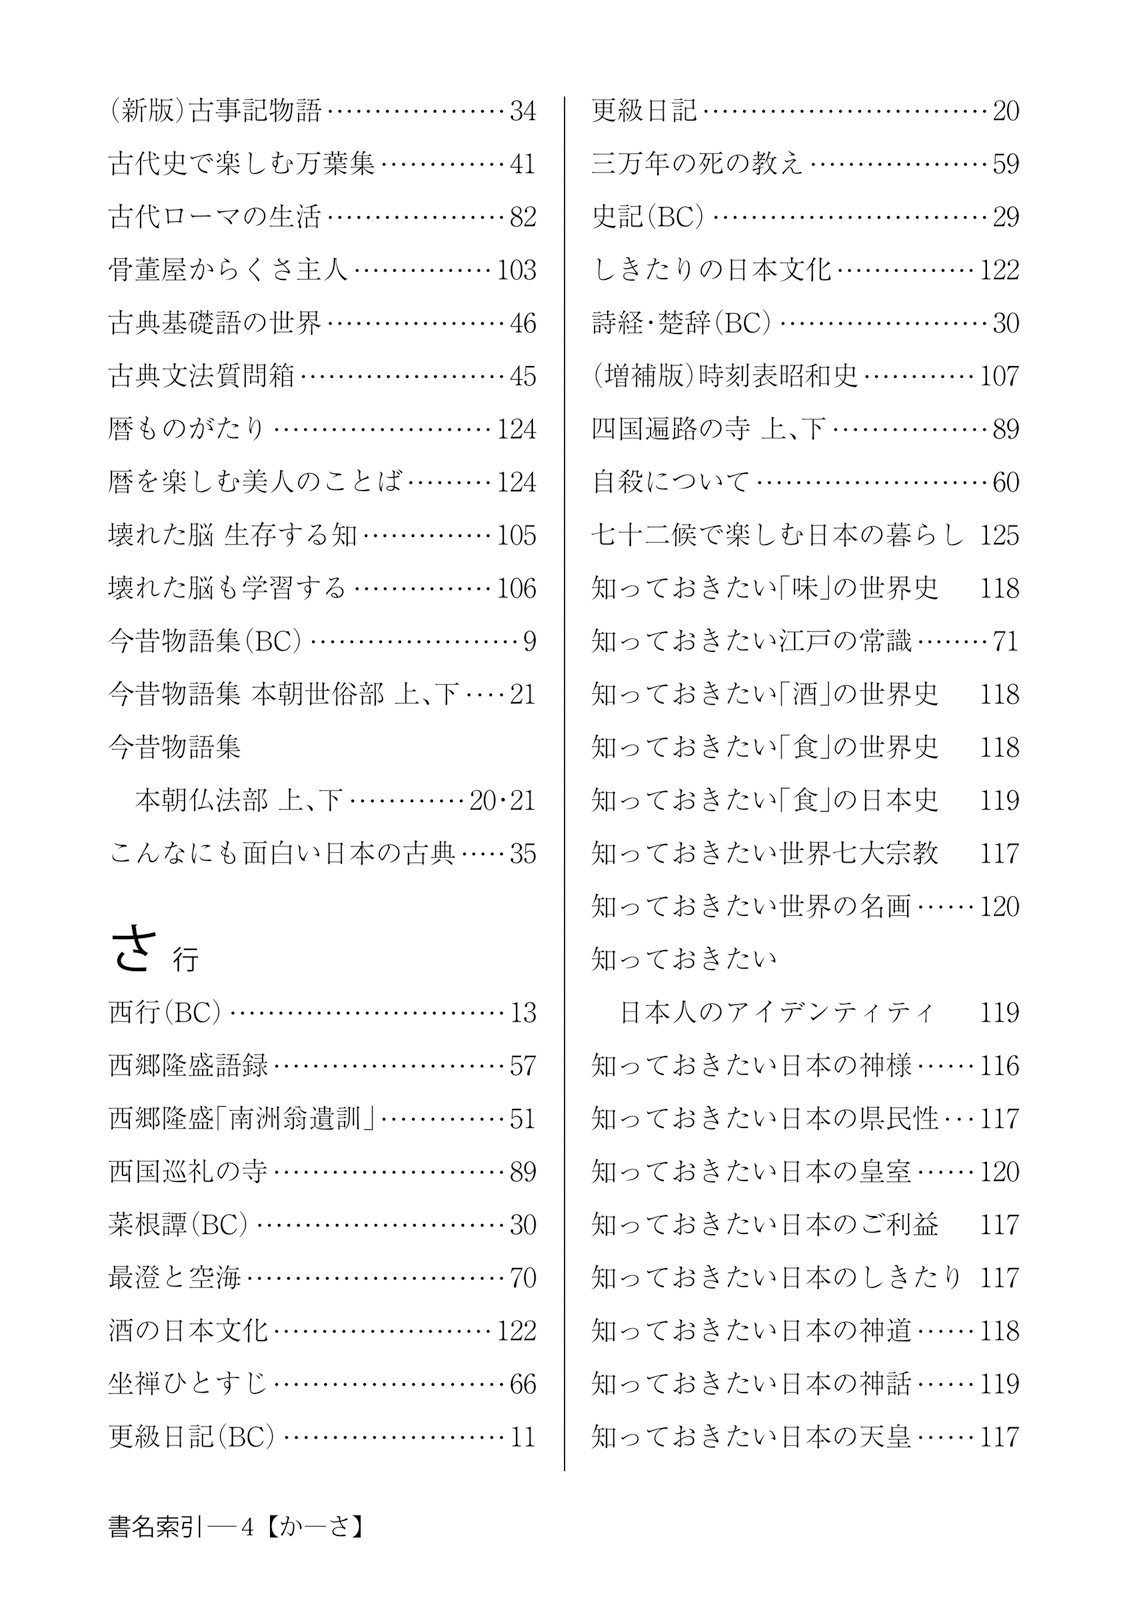 （新版）古事記物語…………………34
古代史で楽しむ万葉集……………41
古代ローマの生活…………………82
骨董屋からくさ主人……………103
古典基礎語の世界…………………46
古典文法質問箱……………………45
暦ものがたり……………………124
暦を楽しむ美人のことば………124
壊れた脳 生存する知……………105
壊れた脳も学習する……………106
今昔物語集（BC）……………………9
今昔物語集 本朝世俗部 上、下‥‥21
今昔物語集
本朝仏法部 上、下…………20・21
こんなにも面白い日本の古典……35
さ 行
西行（BC）……………………………13
西郷隆盛語録………………………57
西郷隆盛「南洲翁遺訓」……………51
西国巡礼の寺………………………89
菜根譚（BC）…………………………30
最澄と空海…………………………70
酒の日本文化……………………122
坐禅ひとすじ………………………66
更級日記（BC）………………………11
更級日記……………………………20
三万年の死の教え…………………59
史記（BC）……………………………29
しきたりの日本文化……………122
詩経・楚辞（BC）……………………30
（増補版）時刻表昭和史…………107
四国遍路の寺 上、下………………89
自殺について………………………60
七十二候で楽しむ日本の暮らし 125
知っておきたい「味」の世界史 118
知っておきたい江戸の常識………71
知っておきたい「酒」の世界史 118
知っておきたい「食」の世界史 118
知っておきたい「食」の日本史 119
知っておきたい世界七大宗教 117
知っておきたい世界の名画……120
知っておきたい
日本人のアイデンティティ 119
知っておきたい日本の神様……116
知っておきたい日本の県民性…117
知っておきたい日本の皇室……120
知っておきたい日本のご利益 117
知っておきたい日本のしきたり 117
知っておきたい日本の神道……118
知っておきたい日本の神話……119
知っておきたい日本の天皇……117
書名索引―4【か―さ】